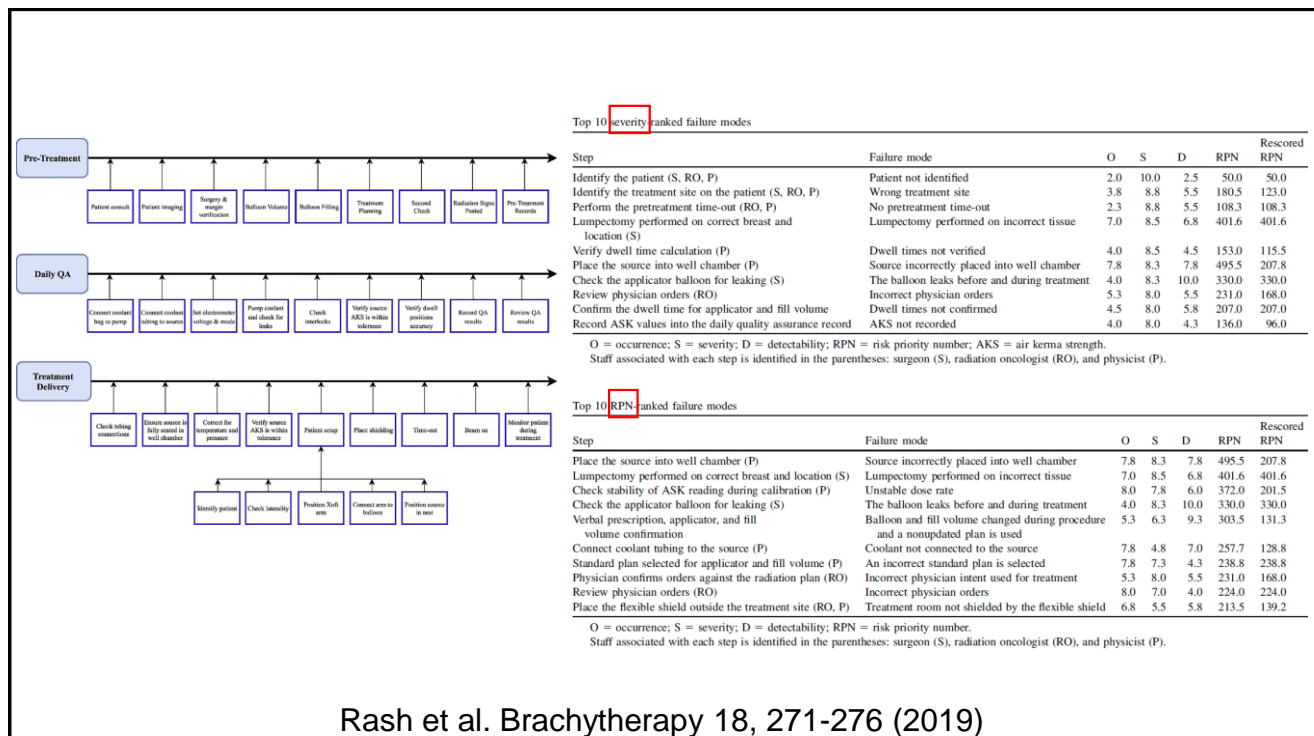 Pre-Treatment
Patient consult
Patient imaging
Surgery &
margin
verification
Balloon Volume
Balloon Filling
Treatment
Planning
Second
Check
Radiation Signs
Posted
Pre-Treatment
Records
Daily QA
Connect coolant
bag to pump
Connect coolant
tubing to source
Set electrometer
voltage & mode
Pump coolant
and check for
leaks
Check
interlocks
Verify source
AKS is within
tolerance
Verify dwell
positions
accuracy
Record QA
results
Review QA
results
Treatment
Delivery
Check tubing
connections
Ensure source is
fully seated in
well chamber
Correct for
temperature and
pressure
Verify source
AKS is within
tolerance
Patient setup
Place shielding
Time-out
Beam on
Monitor patient
during
treatment
Identify patient
Check laterality
Position Xoft
arm
Connect arm to
balloon
Position source
in nest
Top 10 severity-ranked failure modes
Rescored
Step Failure mode O S D RPN RPN
Identify the patient (S, RO, P) Patient not identified 2.0 10.0 2.5 50.0 50.0
Identify the treatment site on the patient (S, RO, P) Wrong treatment site 3.8 8.8 5.5 180.5 123.0
Perform the pretreatment time-out (RO, P) No pretreatment time-out 2.3 8.8 5.5 108.3 108.3
Lumpectomy performed on correct breast and Lumpectomy performed on incorrect tissue 7.0 8.5 6.8 401.6 401.6
location (S)
Verify dwell time calculation (P) Dwell times not verified 4.0 8.5 4.5 153.0 115.5
Place the source into well chamber (P) Source incorrectly placed into well chamber 7.8 8.3 7.8 495.5 207.8
Check the applicator balloon for leaking (S) The balloon leaks before and during treatment 4.0 8.3 10.0 330.0 330.0
Review physician orders (RO) Incorrect physician orders 5.3 8.0 5.5 231.0 168.0
Confirm the dwell time for applicator and fill volume Dwell times not confirmed 4.5 8.0 5.8 207.0 207.0
Record ASK values into the daily quality assurance record AKS not recorded 4.0 8.0 4.3 136.0 96.0
O = occurrence; S = severity; D = detectability; RPN = risk priority number; AKS = air kerma strength.
Staff associated with each step is identified in the parentheses: surgeon (S), radiation oncologist (RO), and physicist (P).
Top 10 RPN-ranked failure modes
Rescored
Step Failure mode O S D RPN RPN
Place the source into well chamber (P) Source incorrectly placed into well chamber 7.8 8.3 7.8 495.5 207.8
Lumpectomy performed on correct breast and location (S) Lumpectomy performed on incorrect tissue 7.0 8.5 6.8 401.6 401.6
Check stability of ASK reading during calibration (P) Unstable dose rate 8.0 7.8 6.0 372.0 201.5
Check the applicator balloon for leaking (S) The balloon leaks before and during treatment 4.0 8.3 10.0 330.0 330.0
Verbal prescription, applicator, and fill Balloon and fill volume changed during procedure 5.3 6.3 9.3 303.5 131.3
volume confirmation and a nonupdated plan is used
Connect coolant tubing to the source (P) Coolant not connected to the source 7.8 4.8 7.0 257.7 128.8
Standard plan selected for applicator and fill volume (P) An incorrect standard plan is selected 7.8 7.3 4.3 238.8 238.8
Physician confirms orders against the radiation plan (RO) Incorrect physician intent used for treatment 5.3 8.0 5.5 231.0 168.0
Review physician orders (RO) Incorrect physician orders 8.0 7.0 4.0 224.0 224.0
Place the flexible shield outside the treatment site (RO, P) Treatment room not shielded by the flexible shield 6.8 5.5 5.8 213.5 139.2
O = occurrence; S = severity; D = detectability; RPN = risk priority number.
Staff associated with each step is identified in the parentheses: surgeon (S), radiation oncologist (RO), and physicist (P).
Rash et al. Brachytherapy 18, 271-276 (2019)